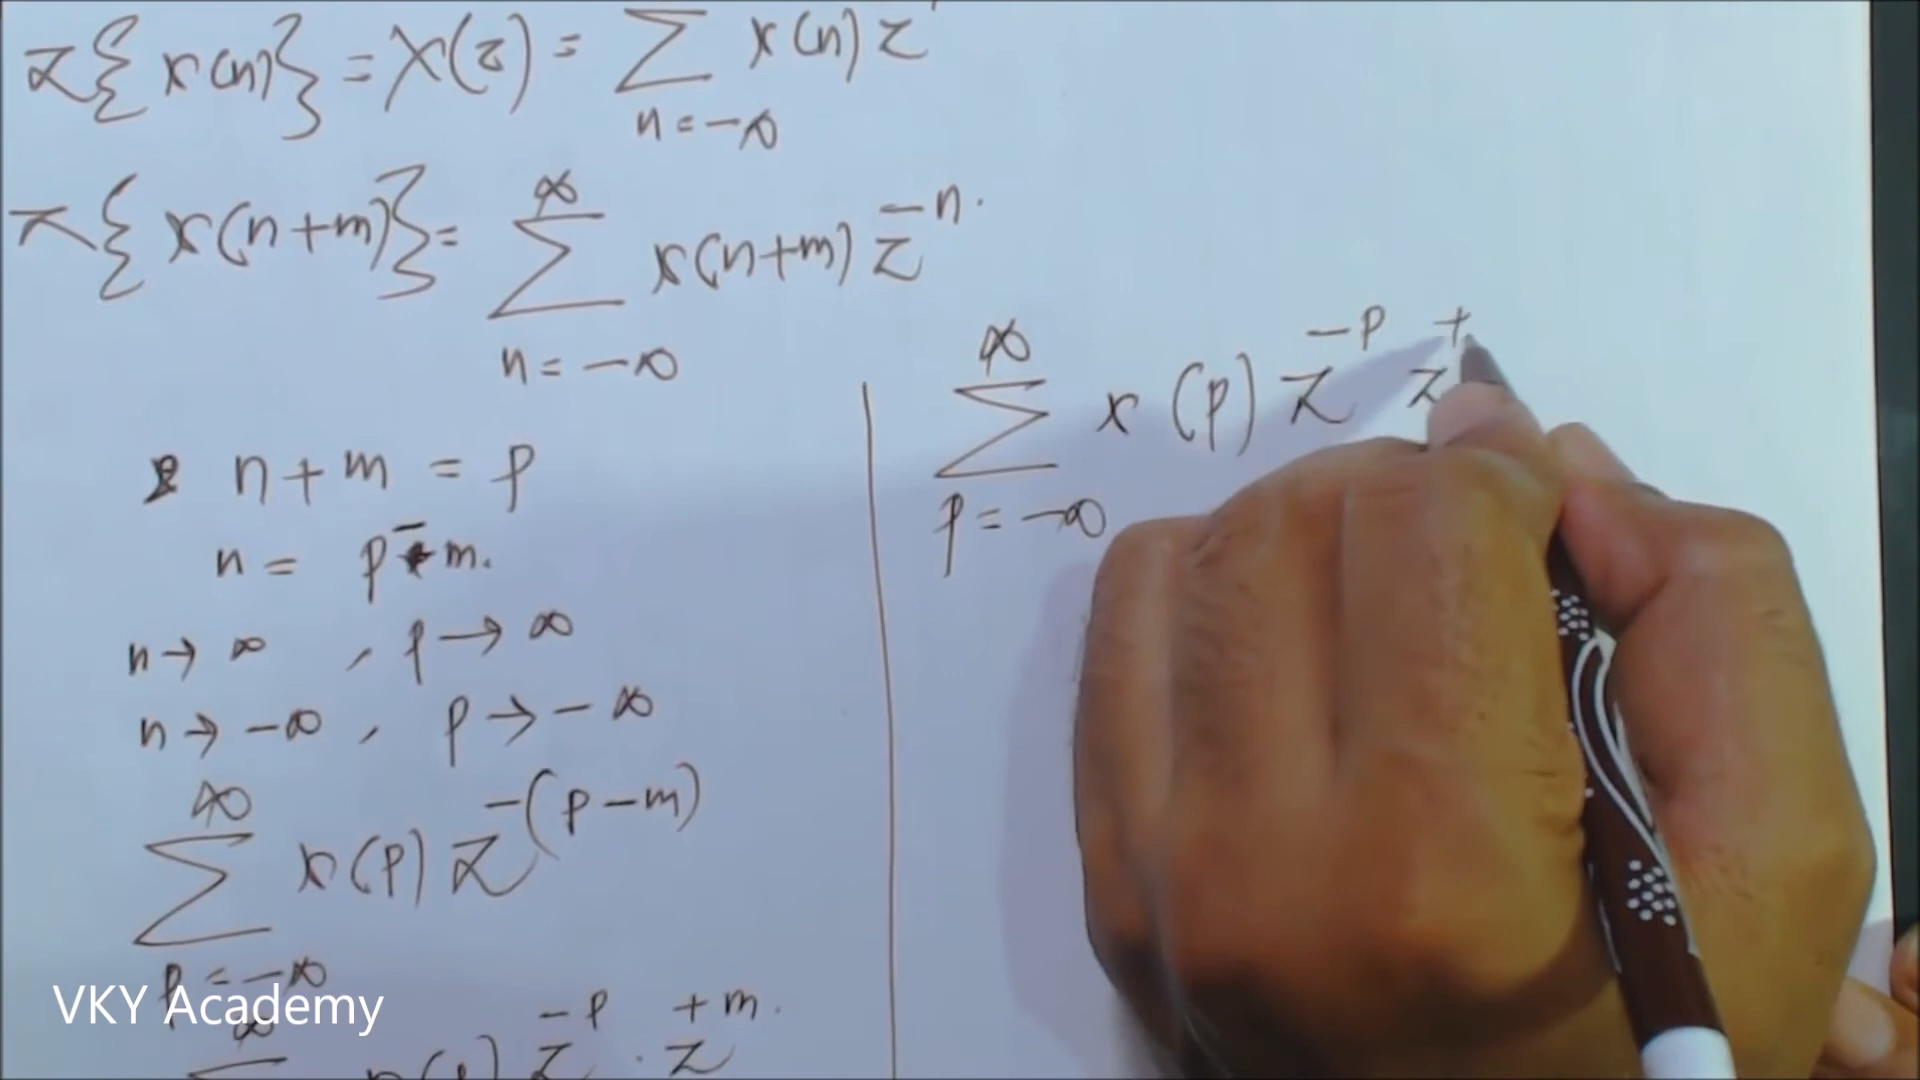 Z{x(n)} = X(z) = Σ x(n) z
n = -∞
Z{x(n+m)} = Σ x(n+m) z^-n.
∞
n = -∞
n+m = p
n = p - m.
n → ∞ , p → ∞
n → -∞ , p → -∞
∞
Σ x(p) z^-(p-m)
p = -∞
∞
Σ x(p) z^-p . z^+m.
∞
Σ x(p) z^-p z^+
p = -∞
VKY Academy